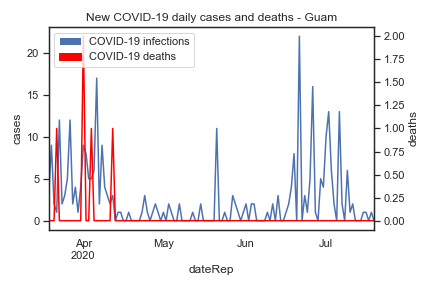 New COVID-19 daily cases and deaths - Guam
COVID-19 infections
COVID-19 deaths
cases
20
15
10
5
0
deaths
2.00
1.75
1.50
1.25
1.00
0.75
0.50
0.25
0.00
Apr
2020
May
Jun
Jul
dateRep